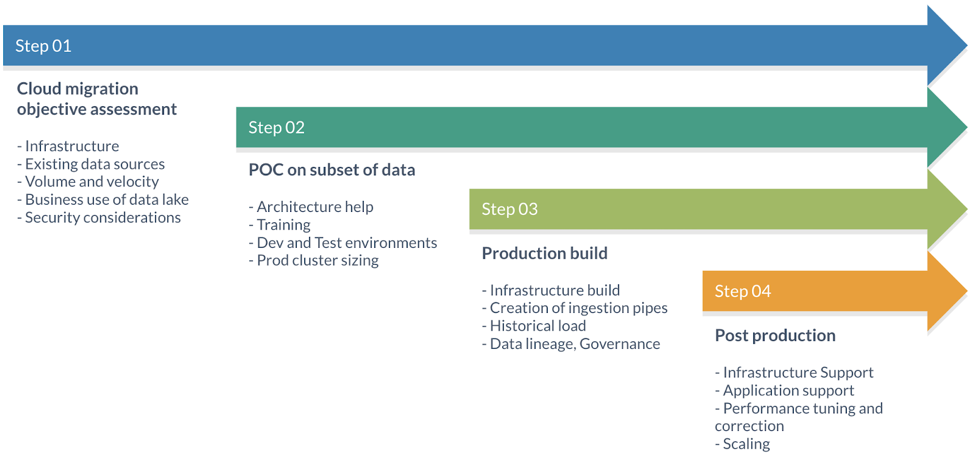 Step 01
Cloud migration
objective assessment
- Infrastructure
- Existing data sources
- Volume and velocity
- Business use of data lake
- Security considerations
Step 02
POC on subset of data
- Architecture help
- Training
- Dev and Test environments
- Prod cluster sizing
Step 03
Production build
- Infrastructure build
- Creation of ingestion pipes
- Historical load
- Data lineage, Governance
Step 04
Post production
- Infrastructure Support
- Application support
- Performance tuning and
correction
- Scaling